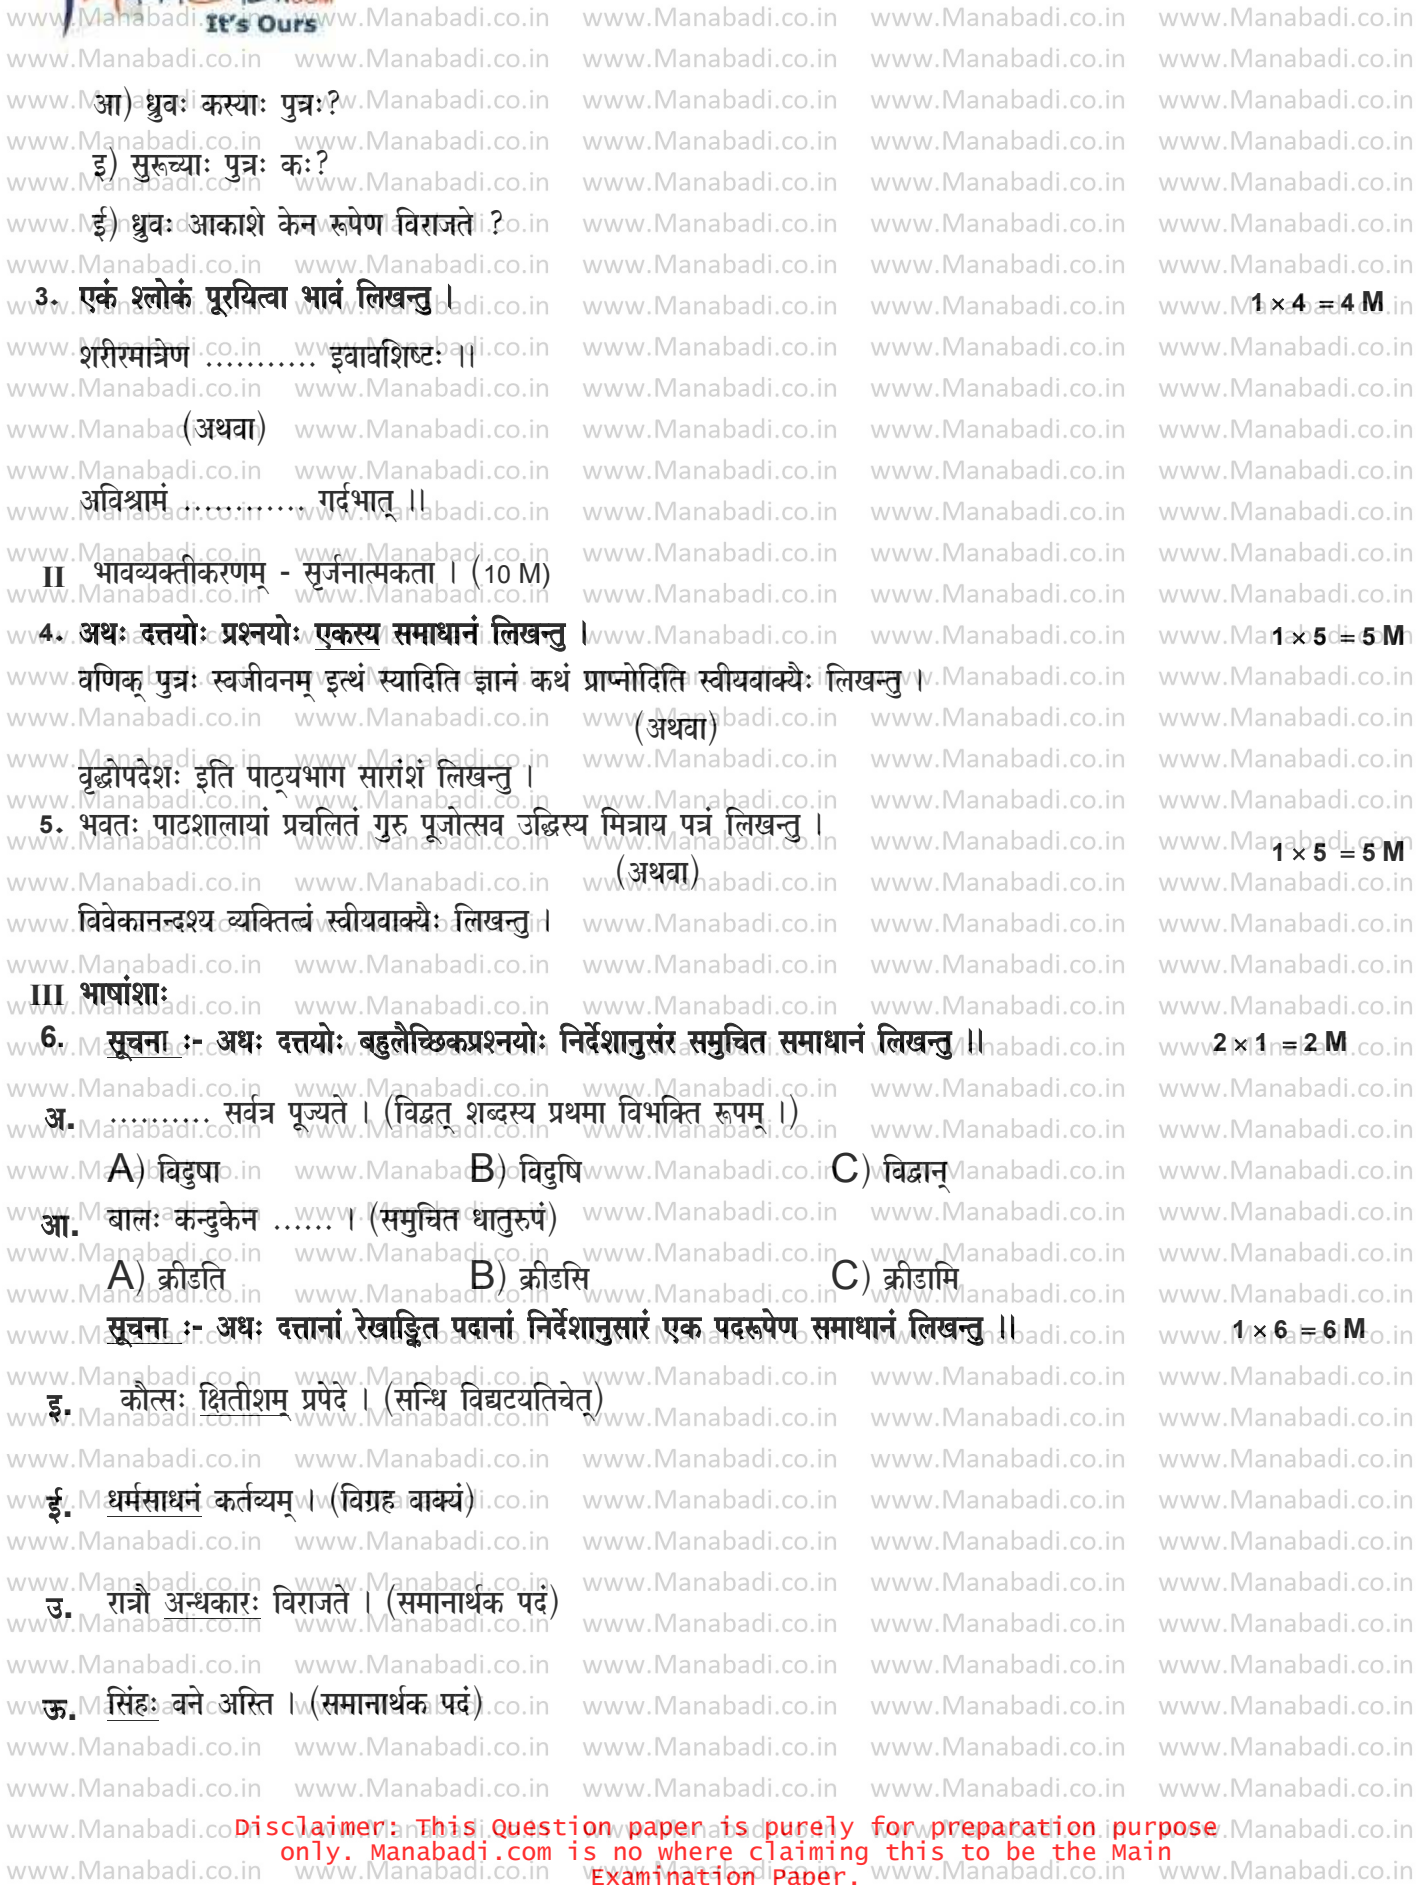 It's Ours
आ) ध्रुवः कस्याः पुत्रः?
इ) सुरूच्याः पुत्रः कः?
ई) ध्रुवः आकाशे केन रूपेण विराजते ?
3. एकं श्लोकं पूरयित्वा भावं लिखन्तु । 1 × 4 = 4 M
शरीरमात्रेण ........... इवावशिष्टः ।।
(अथवा)
अविश्रामं ............ गर्दभात् ।।
II भावव्यक्तीकरणम् - सृर्जनात्मकता । (10 M)
4. अथः दत्तयोः प्रश्नयोः एकस्य समाधानं लिखन्तु । 1 × 5 = 5 M
वणिक् पुत्रः स्वजीवनम् इत्थं स्यादिति ज्ञानं कथं प्राप्नोदिति स्वीयवाक्यैः लिखन्तु ।
(अथवा)
वृद्धोपदेशः इति पाठ्यभाग सारांशं लिखन्तु ।
5. भवतः पाठशालायां प्रचलितं गुरु पूजोत्सव उद्धिस्य मित्राय पत्रं लिखन्तु ।
1 × 5 = 5 M
(अथवा)
विवेकानन्दश्य व्यक्तित्वं स्वीयवाक्यैः लिखन्तु ।
III भाषांशाः
6. सूचना :- अधः दत्तयोः बहुलैच्छिकप्रश्नयोः निर्देशानुसंर समुचित समाधानं लिखन्तु ।। 2 × 1 = 2 M
अ. .......... सर्वत्र पूज्यते । (विद्वत् शब्दस्य प्रथमा विभक्ति रूपम् ।)
A) विदुषा B) विदुषि C) विद्वान्
आ. बालः कन्दुकेन ...... । (समुचित धातुरुपं)
A) क्रीडति B) क्रीडसि C) क्रीडामि
सूचना :- अधः दत्तानां रेखाङ्कित पदानां निर्देशानुसारं एक पदरूपेण समाधानं लिखन्तु ।। 1 × 6 = 6 M
इ. कौत्सः क्षितीशम् प्रपेदे । (सन्धि विद्यटयतिचेत्)
ई. धर्मसाधनं कर्तव्यम् । (विग्रह वाक्यं)
उ. रात्रौ अन्धकारः विराजते । (समानार्थक पदं)
ऊ. सिंहः वने अस्ति । (समानार्थक पदं)
Disclaimer: This Question paper is purely for preparation purpose
only. Manabadi.com is no where claiming this to be the Main
Examination Paper.